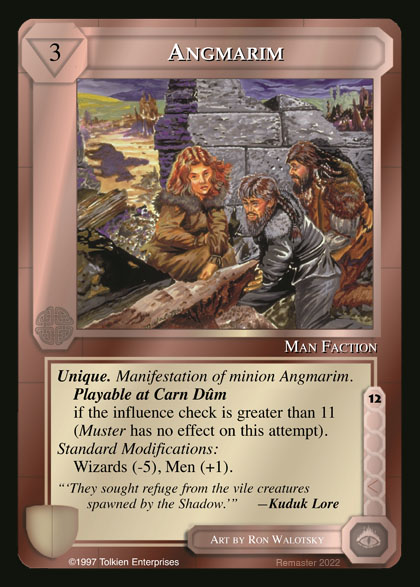 3
ANGMARIM
MAN FACTION
Unique. Manifestation of minion Angmarim.
Playable at Carn Dûm
if the influence check is greater than 11
(Muster has no effect on this attempt).
Standard Modifications:
Wizards (-5), Men (+1).
“‘They sought refuge from the vile creatures
spawned by the Shadow.’” —Kuduk Lore
12
ART BY RON WALOTSKY
©1997 Tolkien Enterprises
Remaster 2022